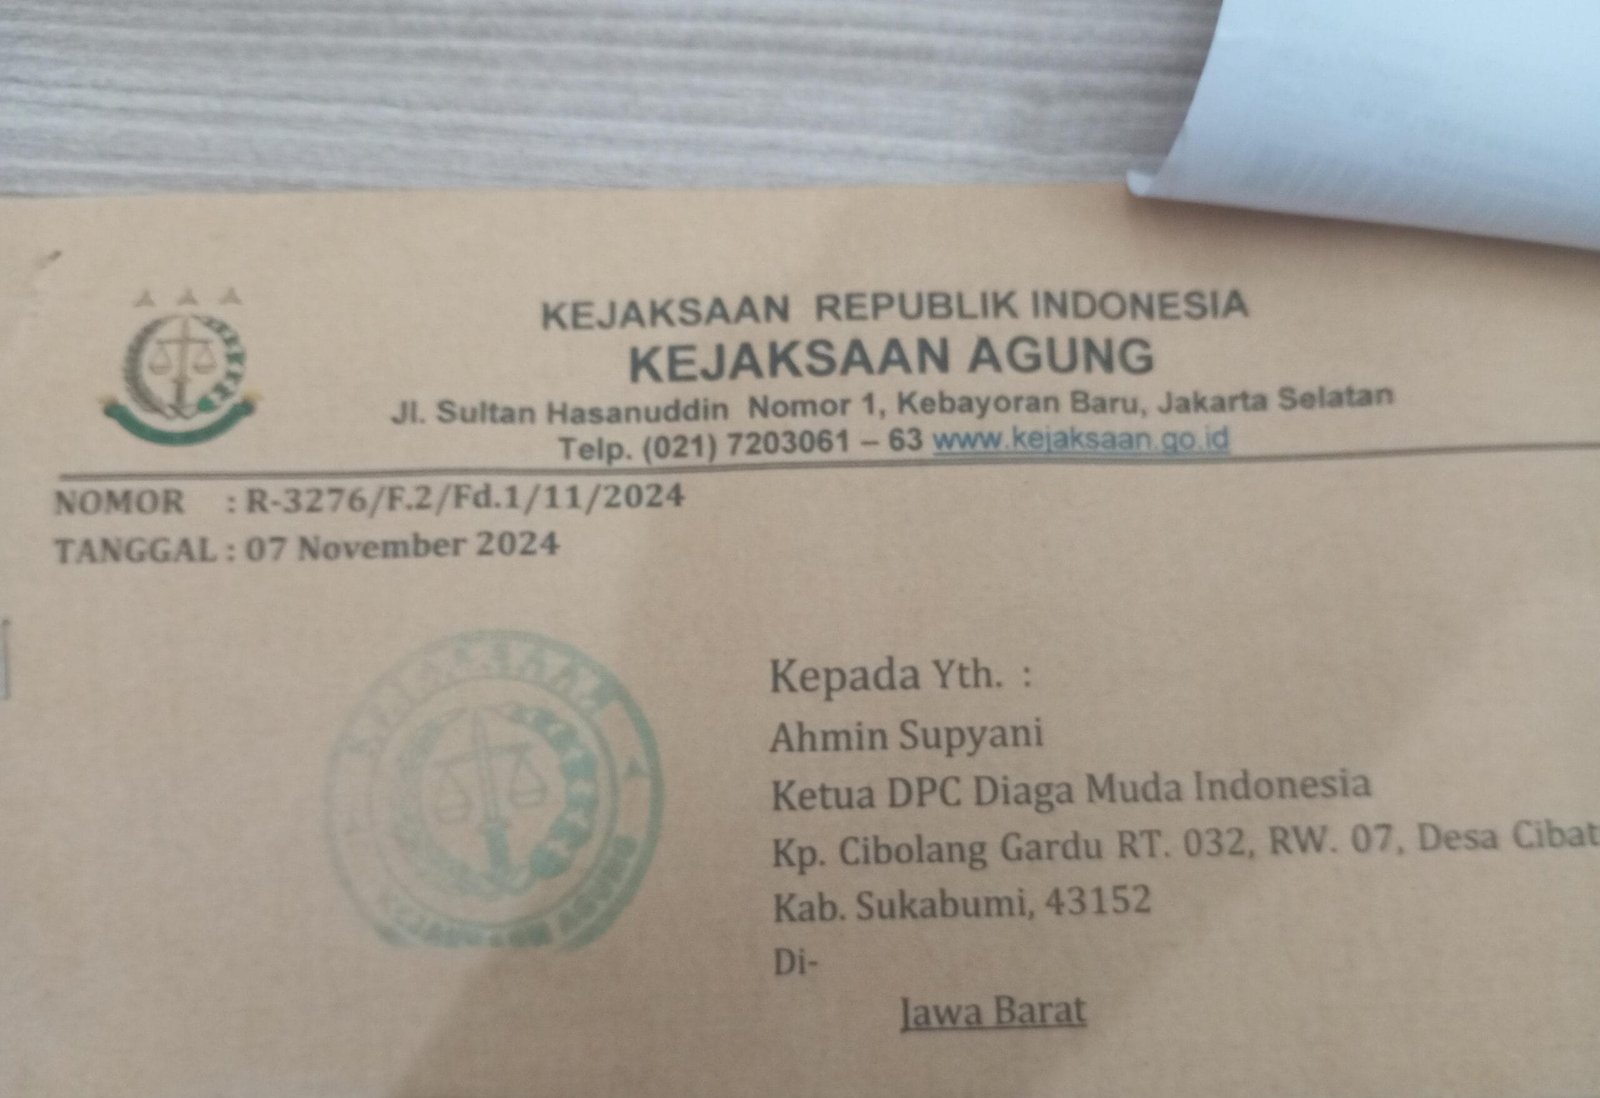 KEJAKSAAN REPUBLIK INDONESIA
KEJAKSAAN AGUNG
Jl. Sultan Hasanuddin Nomor 1, Kebayoran Baru, Jakarta Selatan
Telp. (021) 7203061 – 63 www.kejaksaan.go.id
NOMOR : R-3276/F.2/Fd.1/11/2024
TANGGAL : 07 November 2024
Kepada Yth. :
Ahmin Supyani
Ketua DPC Diaga Muda Indonesia
Kp. Cibolang Gardu RT. 032, RW. 07, Desa Cibat
Kab. Sukabumi, 43152
Di-
Jawa Barat